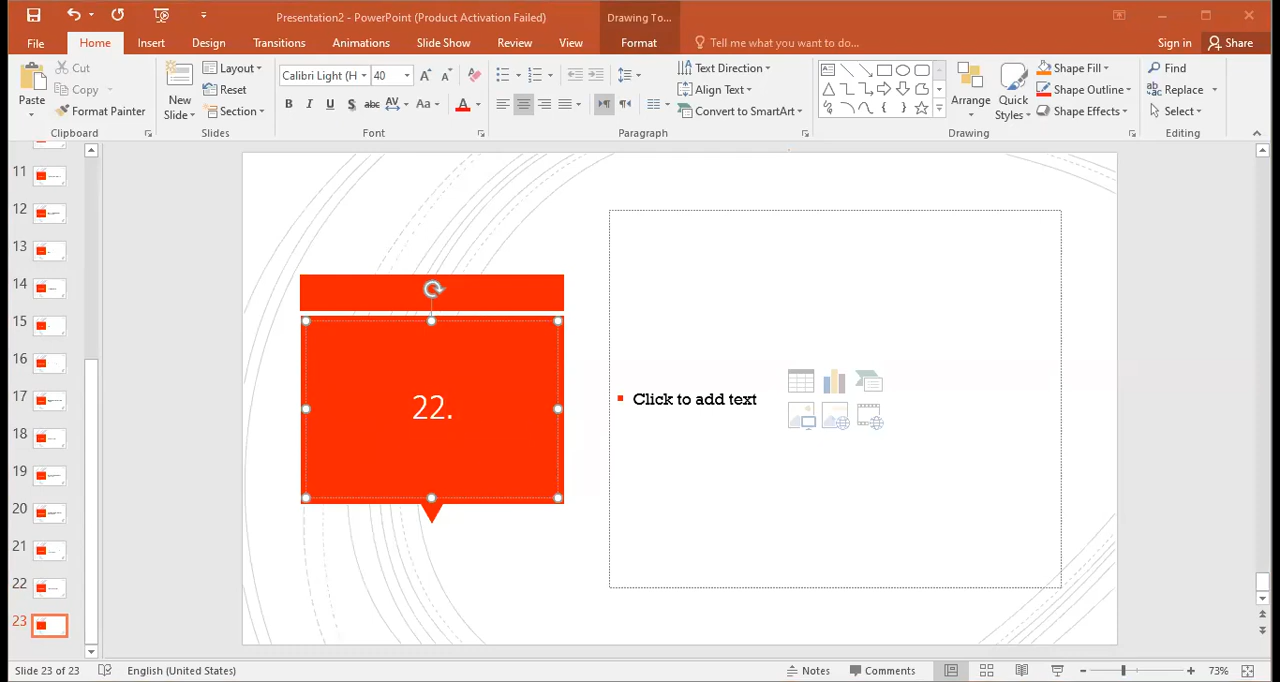 Presentation2 - PowerPoint (Product Activation Failed)
Drawing To...
File
Home
Insert
Design
Transitions
Animations
Slide Show
Review
View
Format
Tell me what you want to do...
Sign in
Share
Paste
Cut
Copy
Format Painter
Clipboard
New
Slide
Layout
Reset
Section
Slides
Calibri Light (H
40
B I U S abc AV Aa A
Font
Text Direction
Align Text
Convert to SmartArt
Paragraph
Arrange
Quick
Styles
Shape Fill
Shape Outline
Shape Effects
Drawing
Find
Replace
Select
Editing
11
12
13
14
15
16
17
18
19
20
21
22
23
22.
Click to add text
Slide 23 of 23
English (United States)
Notes
Comments
73%